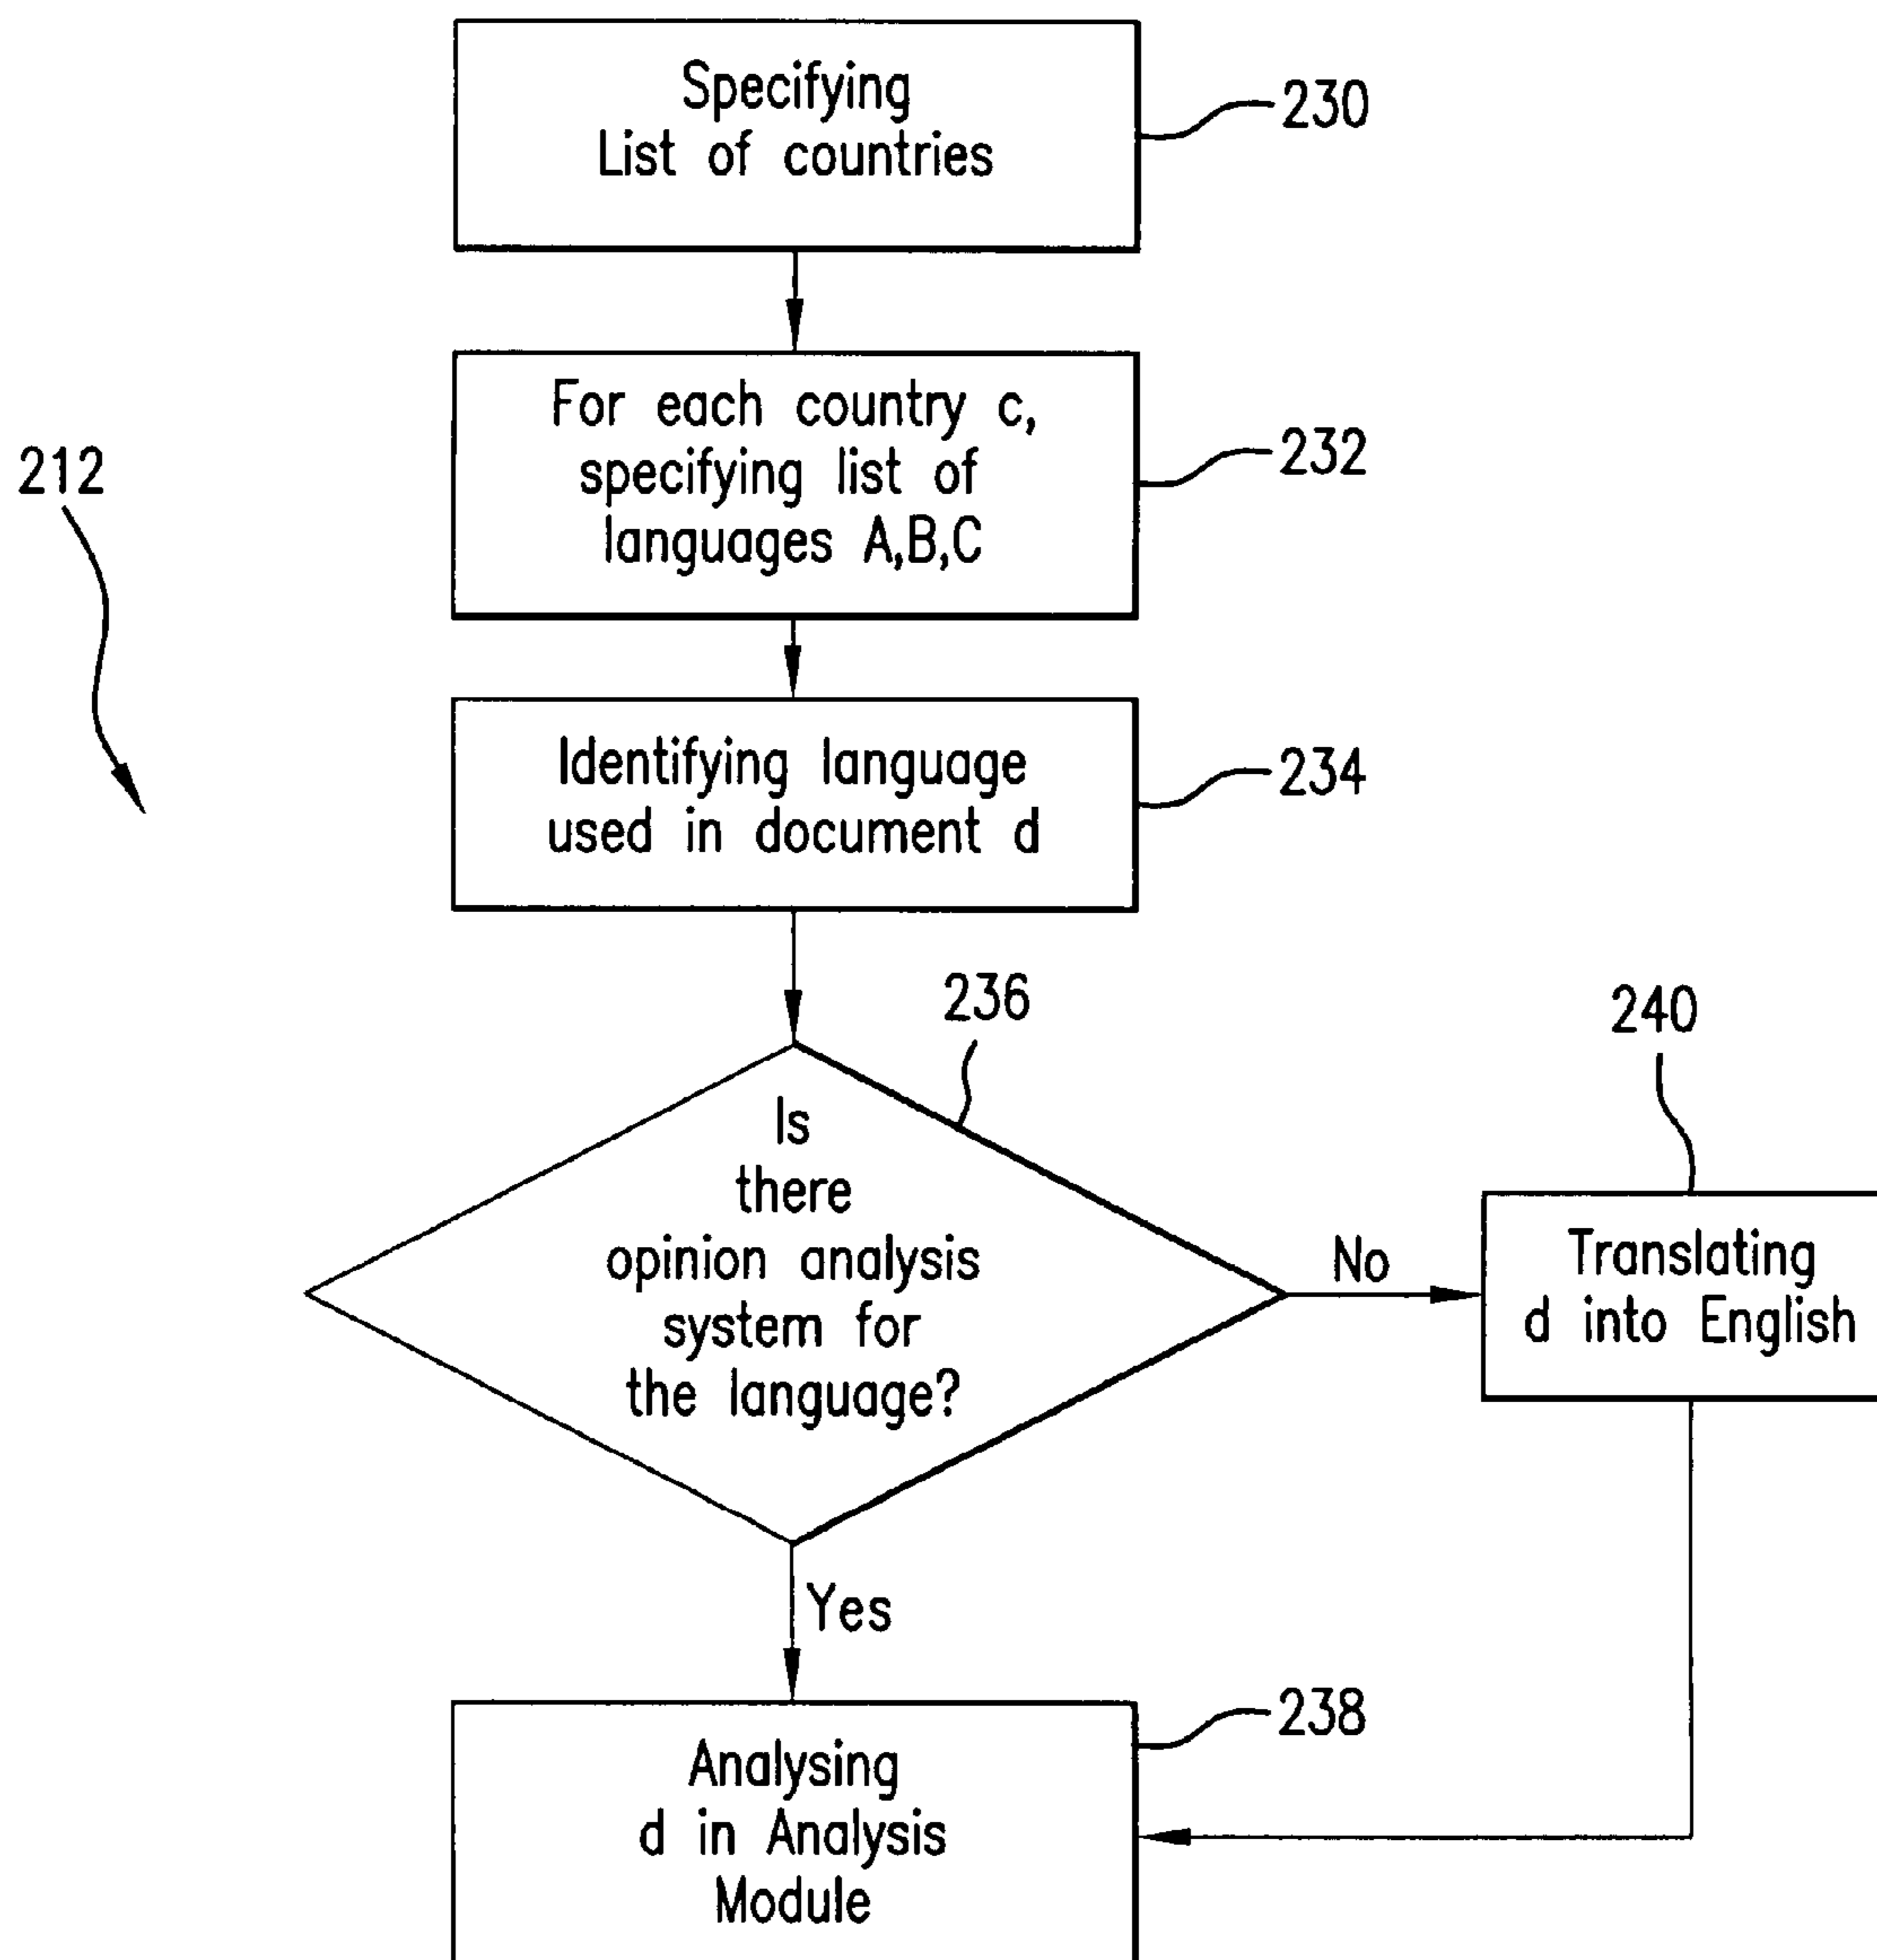 Specifying
List of countries
230
For each country c,
specifying list of
languages A,B,C
232
212
Identifying language
used in document d
234
236
240
Is
there
opinion analysis
system for
the language?
No
Translating
d into English
Yes
238
Analysing
d in Analysis
Module